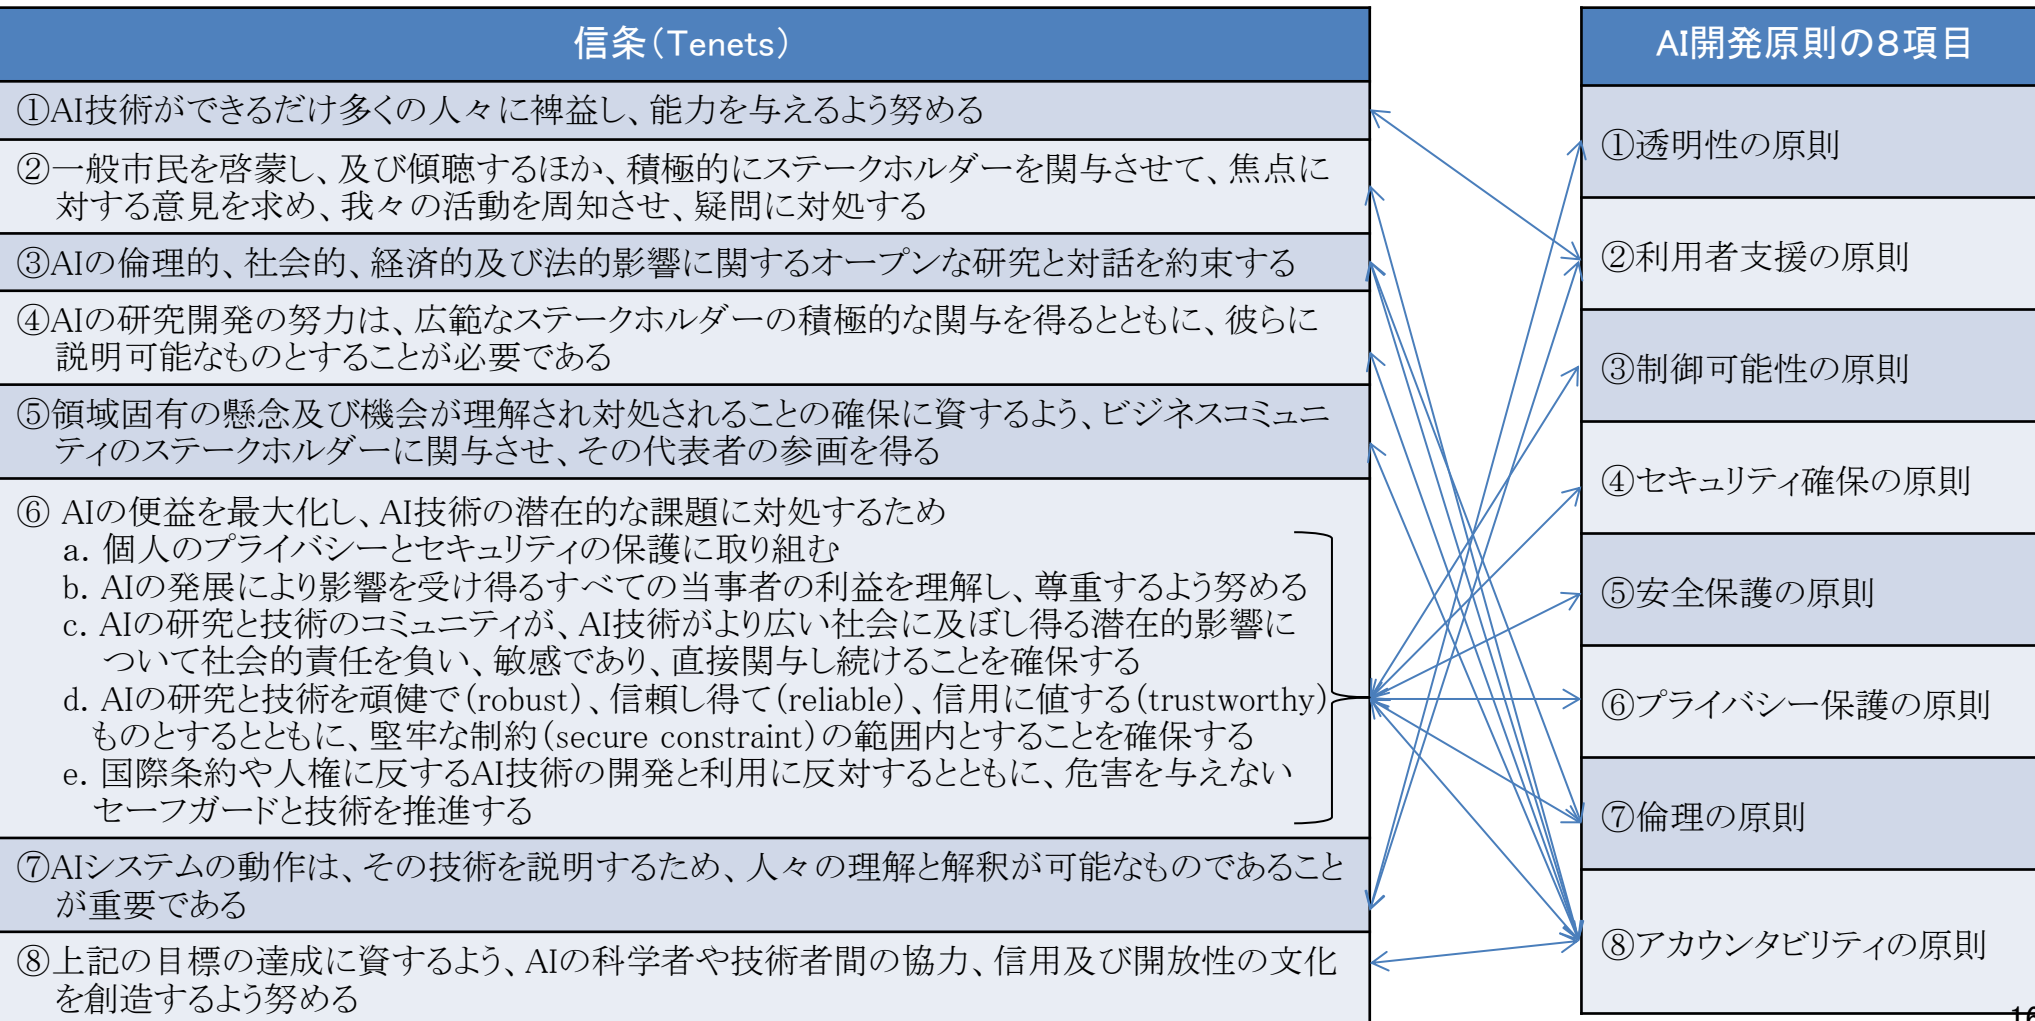 信条(Tenets)
①AI技術ができるだけ多くの人々に裨益し、能力を与えるよう努める
②一般市民を啓蒙し、及び傾聴するほか、積極的にステークホルダーを関与させて、焦点に
対する意見を求め、我々の活動を周知させ、疑問に対処する
③AIの倫理的、社会的、経済的及び法的影響に関するオープンな研究と対話を約束する
④AIの研究開発の努力は、広範なステークホルダーの積極的な関与を得るとともに、彼らに
説明可能なものとすることが必要である
⑤領域固有の懸念及び機会が理解され対処されることの確保に資するよう、ビジネスコミュニ
ティのステークホルダーに関与させ、その代表者の参画を得る
⑥ AIの便益を最大化し、AI技術の潜在的な課題に対処するため
a. 個人のプライバシーとセキュリティの保護に取り組む
b. AIの発展により影響を受け得るすべての当事者の利益を理解し、尊重するよう努める
c. AIの研究と技術のコミュニティが、AI技術がより広い社会に及ぼし得る潜在的影響に
ついて社会的責任を負い、敏感であり、直接関与し続けることを確保する
d. AIの研究と技術を頑健で(robust)、信頼し得て(reliable)、信用に値する(trustworthy)
ものとするとともに、堅牢な制約(secure constraint)の範囲内とすることを確保する
e. 国際条約や人権に反するAI技術の開発と利用に反対するとともに、危害を与えない
セーフガードと技術を推進する
⑦AIシステムの動作は、その技術を説明するため、人々の理解と解釈が可能なものであること
が重要である
⑧上記の目標の達成に資するよう、AIの科学者や技術者間の協力、信用及び開放性の文化
を創造するよう努める
AI開発原則の8項目
①透明性の原則
②利用者支援の原則
③制御可能性の原則
④セキュリティ確保の原則
⑤安全保護の原則
⑥プライバシー保護の原則
⑦倫理の原則
⑧アカウンタビリティの原則